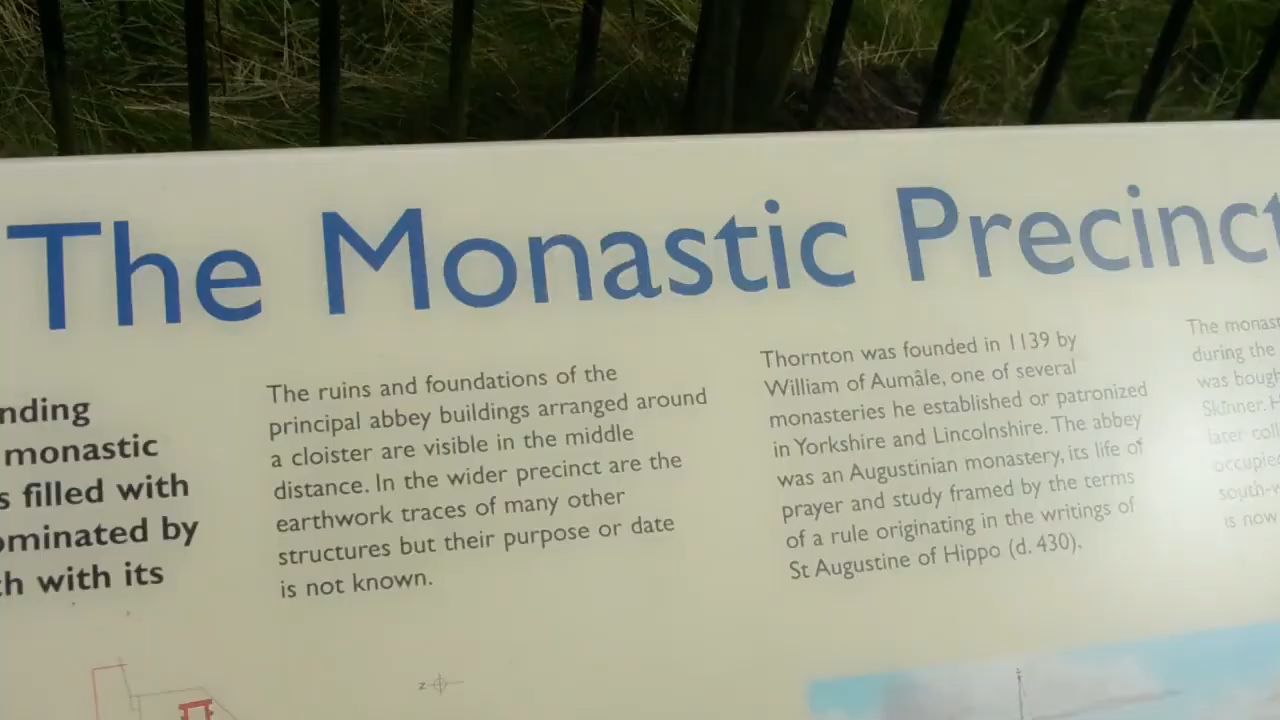 The Monastic Precinct
nding
monastic
s filled with
ominated by
th with its
The ruins and foundations of the
principal abbey buildings arranged around
a cloister are visible in the middle
distance. In the wider precinct are the
earthwork traces of many other
structures but their purpose or date
is not known.
Thornton was founded in 1139 by
William of Aumâle, one of several
monasteries he established or patronized
in Yorkshire and Lincolnshire. The abbey
was an Augustinian monastery, its life of
prayer and study framed by the terms
of a rule originating in the writings of
St Augustine of Hippo (d. 430).
The monast
during the
was bough
Skinner. H
later coll
occupied
south-w
is now
z